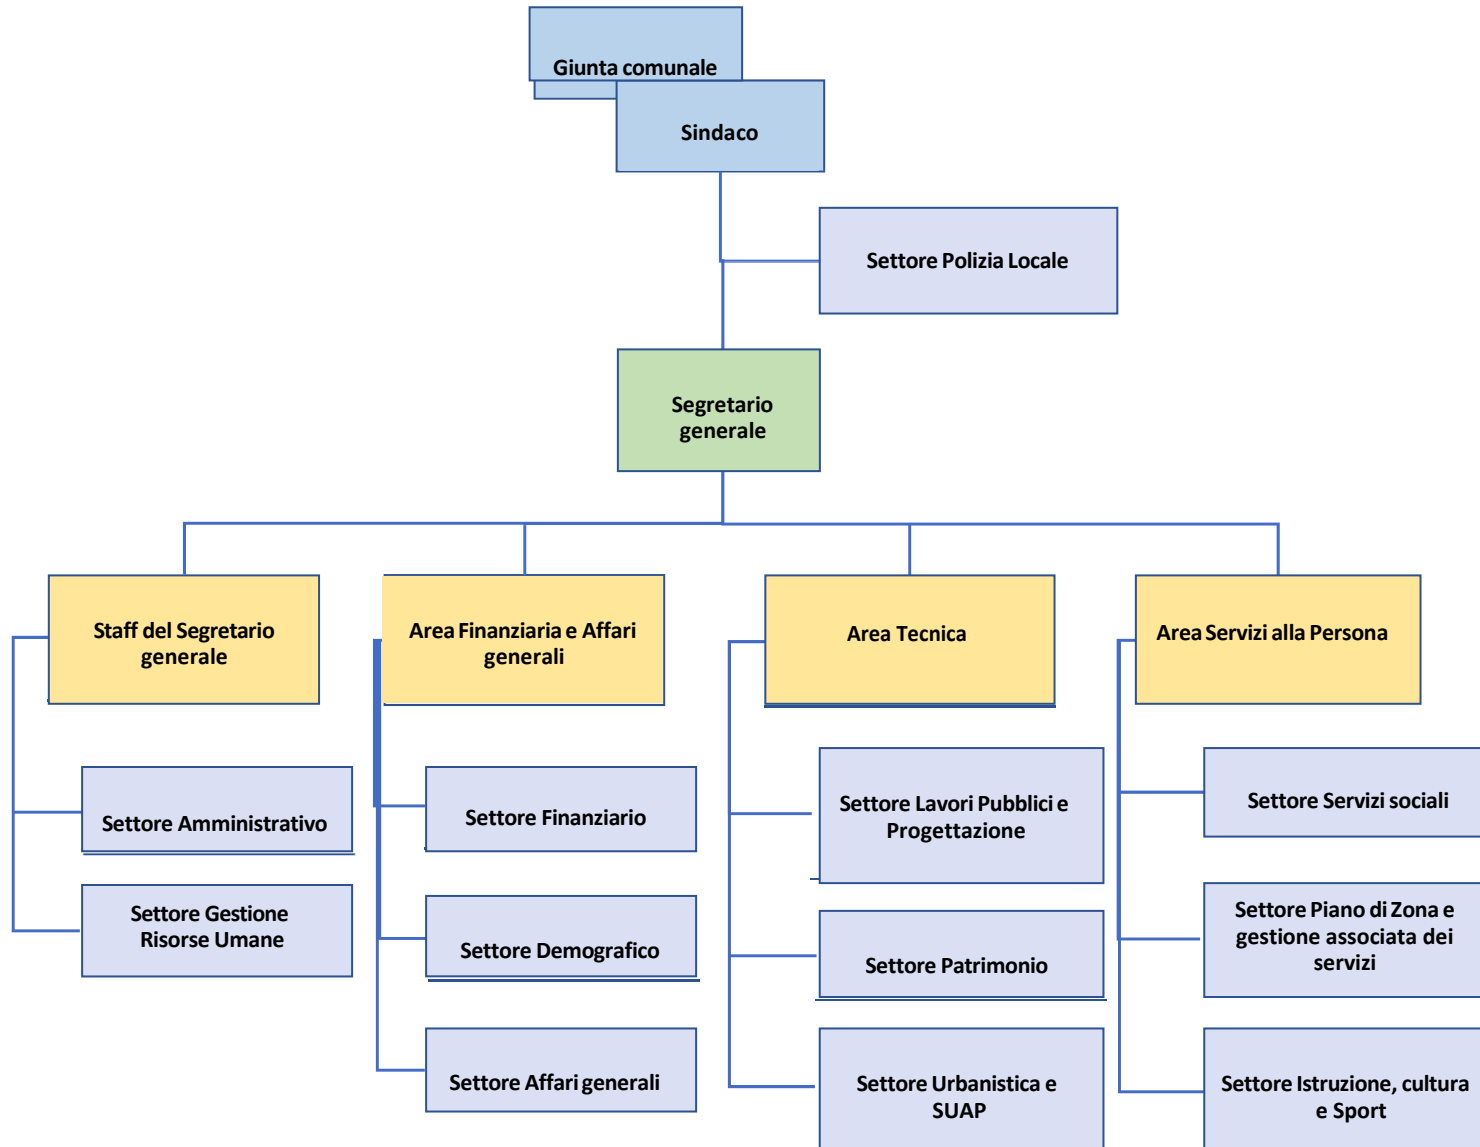 Giunta comunale
Sindaco
Settore Polizia Locale
Segretario
generale
Staff del Segretario
generale
Area Finanziaria e Affari
generali
Area Tecnica
Area Servizi alla Persona
Settore Amministrativo
Settore Gestione
Risorse Umane
Settore Finanziario
Settore Demografico
Settore Affari generali
Settore Lavori Pubblici e
Progettazione
Settore Patrimonio
Settore Urbanistica e
SUAP
Settore Servizi sociali
Settore Piano di Zona e
gestione associata dei
servizi
Settore Istruzione, cultura
e Sport